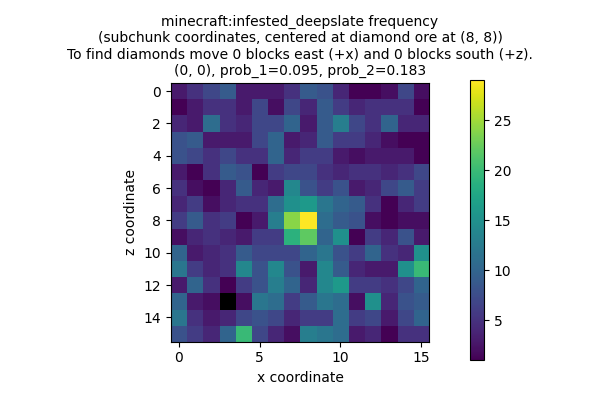 minecraft:infested_deepslate frequency
(subchunk coordinates, centered at diamond ore at (8, 8))
To find diamonds move 0 blocks east (+x) and 0 blocks south (+z).
(0, 0), prob_1=0.095, prob_2=0.183
z coordinate
0
2
4
6
8
10
12
14
0
5
10
15
x coordinate
25
20
15
10
5